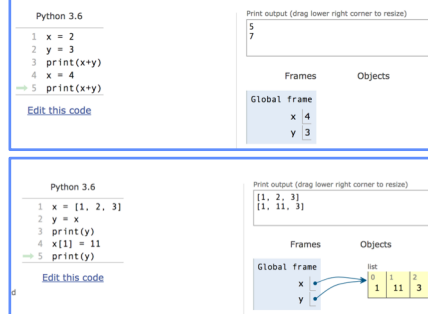 Python 3.6
1 x = 2
2 y = 3
3 print(x+y)
4 x = 4
5 print(x+y)
Edit this code
Print output (drag lower right corner to resize)
5
7
Frames Objects
Global frame
x 4
y 3
Python 3.6
1 x = [1, 2, 3]
2 y = x
3 print(y)
4 x[1] = 11
5 print(y)
Edit this code
d
Print output (drag lower right corner to resize)
[1, 2, 3]
[1, 11, 3]
Frames Objects
Global frame
x
y
list
0 1 2
1 11 3